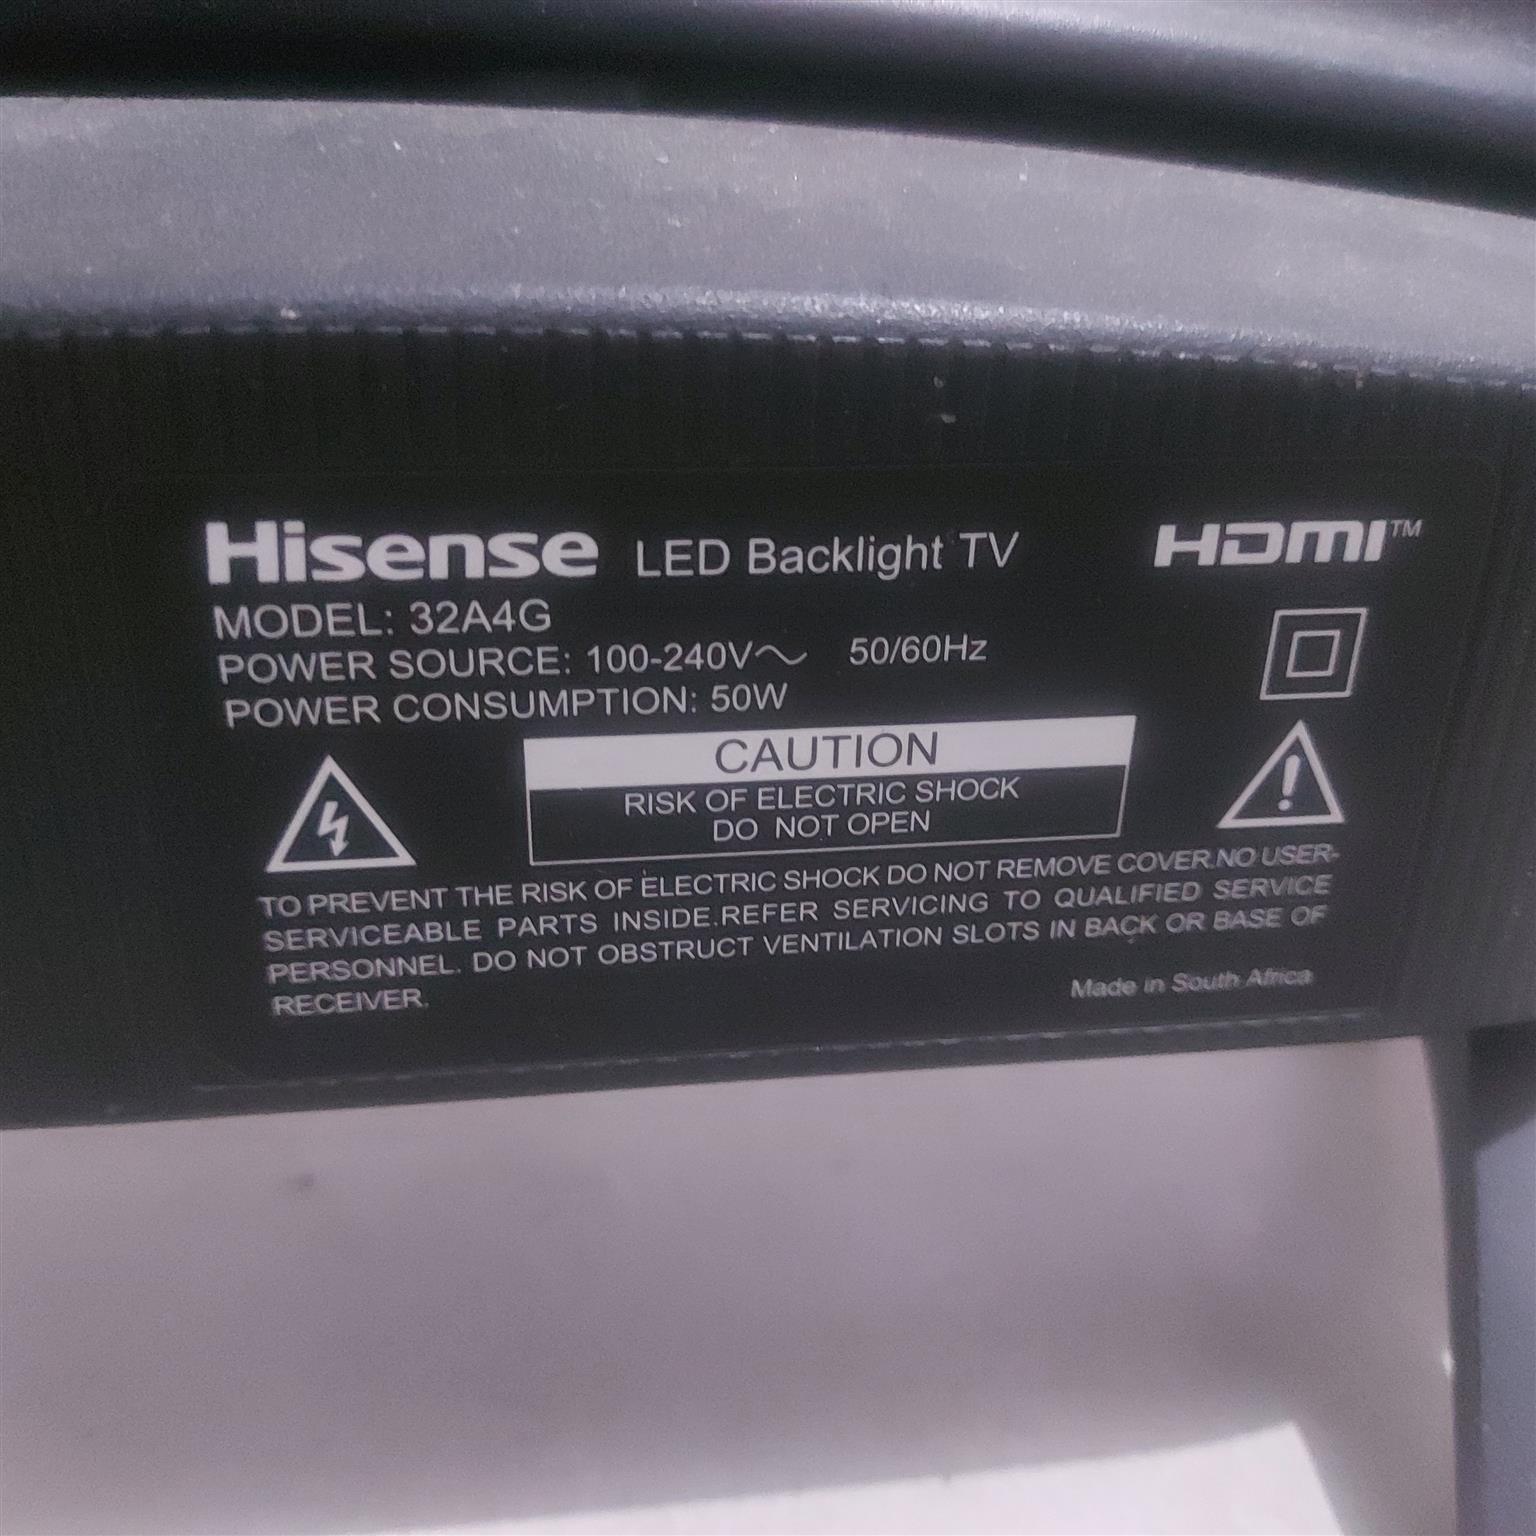 Hisense LED Backlight TV HDMI™
MODEL: 32A4G
POWER SOURCE: 100-240V～ 50/60Hz
POWER CONSUMPTION: 50W
CAUTION
RISK OF ELECTRIC SHOCK
DO NOT OPEN
TO PREVENT THE RISK OF ELECTRIC SHOCK DO NOT REMOVE COVER.NO USER-
SERVICEABLE PARTS INSIDE.REFER SERVICING TO QUALIFIED SERVICE
PERSONNEL. DO NOT OBSTRUCT VENTILATION SLOTS IN BACK OR BASE OF
RECEIVER.
Made in South Africa